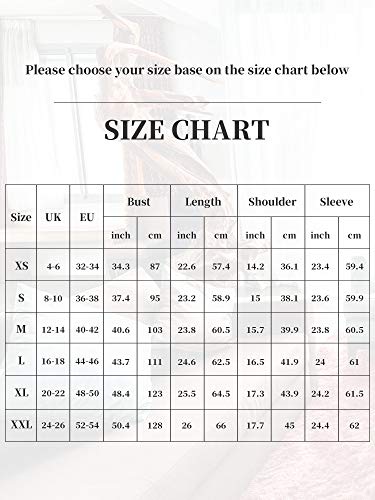 Please choose your size base on the size chart below
SIZE CHART
Size UK EU Bust Length Shoulder Sleeve
inch cm inch cm inch cm inch cm
XS 4-6 32-34 34.3 87 22.6 57.4 14.2 36.1 23.4 59.4
S 8-10 36-38 37.4 95 23.2 58.9 15 38.1 23.6 59.9
M 12-14 40-42 40.6 103 23.8 60.5 15.7 39.9 23.8 60.5
L 16-18 44-46 43.7 111 24.6 62.5 16.5 41.9 24 61
XL 20-22 48-50 48.4 123 25.5 64.5 17.3 43.9 24.2 61.5
XXL 24-26 52-54 50.4 128 26 66 17.7 45 24.4 62